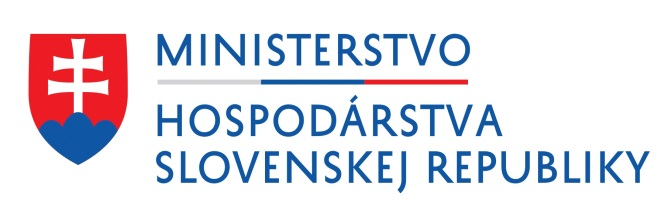 MINISTERSTVO
HOSPODÁRSTVA
SLOVENSKEJ REPUBLIKY